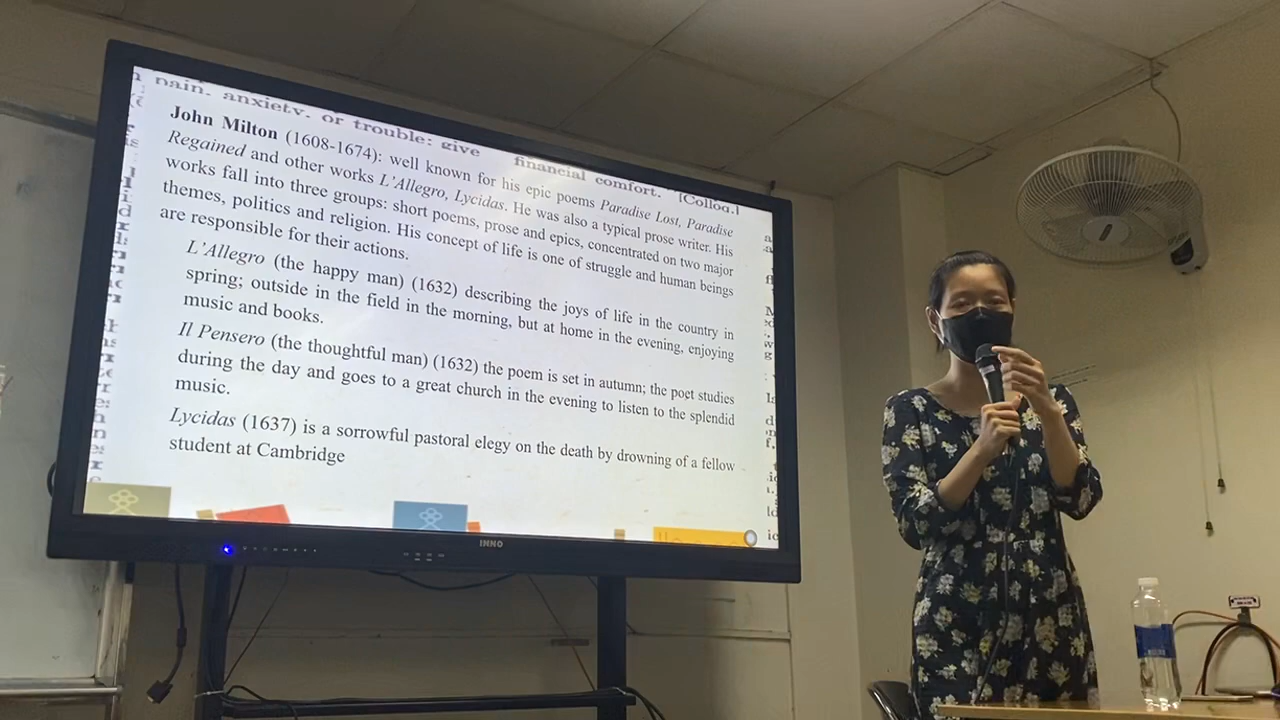 pain. anxiety. or trouble: give financial comfort. [Colloq.]
John Milton (1608-1674): well known for his epic poems Paradise Lost, Paradise
Regained and other works L'Allegro, Lycidas. He was also a typical prose writer. His
works fall into three groups: short poems, prose and epics, concentrated on two major
themes, politics and religion. His concept of life is one of struggle and human beings
are responsible for their actions.
L'Allegro (the happy man) (1632) describing the joys of life in the country in
spring; outside in the field in the morning, but at home in the evening, enjoying
music and books.
Il Pensero (the thoughtful man) (1632) the poem is set in autumn; the poet studies
during the day and goes to a great church in the evening to listen to the splendid
music.
Lycidas (1637) is a sorrowful pastoral elegy on the death by drowning of a fellow
student at Cambridge
INNO